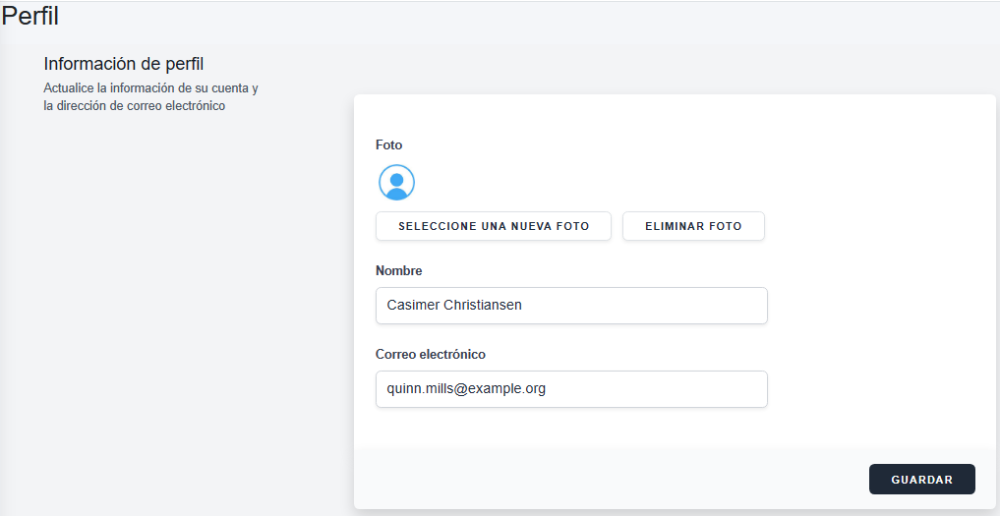 Perfil
Información de perfil
Actualice la información de su cuenta y
la dirección de correo electrónico
Foto
SELECCIONE UNA NUEVA FOTO
ELIMINAR FOTO
Nombre
Casimer Christiansen
Correo electrónico
quinn.mills@example.org
GUARDAR